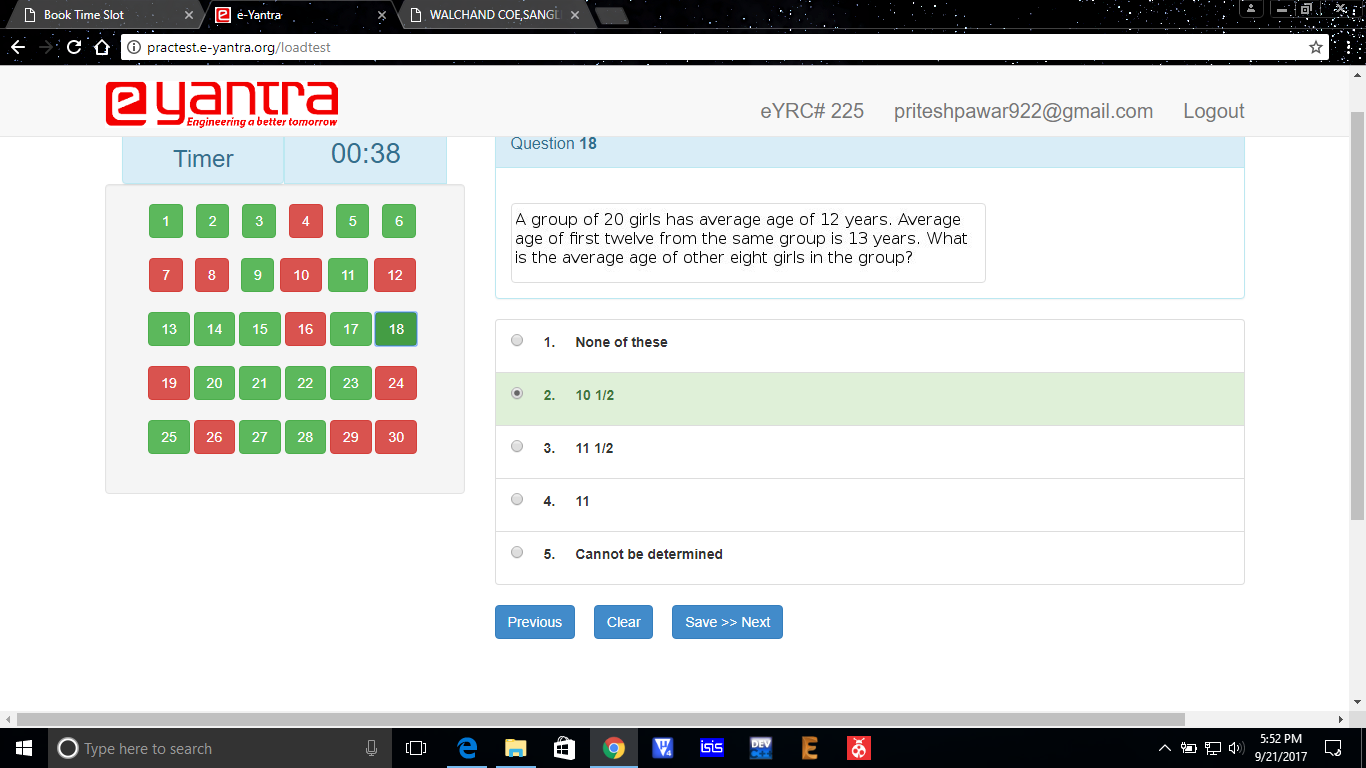 Book Time Slot
e-Yantra
WALCHAND COE,SANGL
practest.e-yantra.org/loadtest
e yantra
Engineering a better tomorrow
eYRC# 225 priteshpawar922@gmail.com Logout
Timer 00:38
1 2 3 4 5 6
7 8 9 10 11 12
13 14 15 16 17 18
19 20 21 22 23 24
25 26 27 28 29 30
Question 18
A group of 20 girls has average age of 12 years. Average
age of first twelve from the same group is 13 years. What
is the average age of other eight girls in the group?
1. None of these
2. 10 1/2
3. 11 1/2
4. 11
5. Cannot be determined
Previous Clear Save >> Next
Type here to search
isis
DEV
5:52 PM
9/21/2017